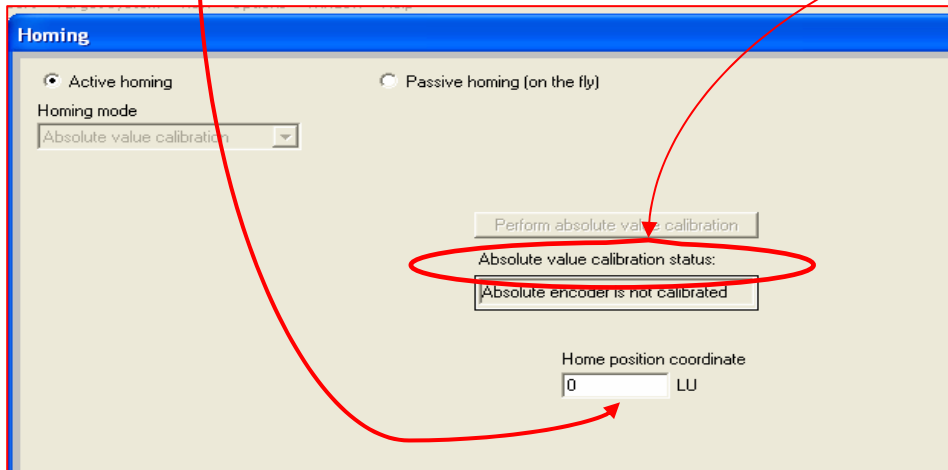 Homing
Active homing
Passive homing (on the fly)
Homing mode
Absolute value calibration
Perform absolute value calibration
Absolute value calibration status:
Absolute encoder is not calibrated
Home position coordinate
0 LU